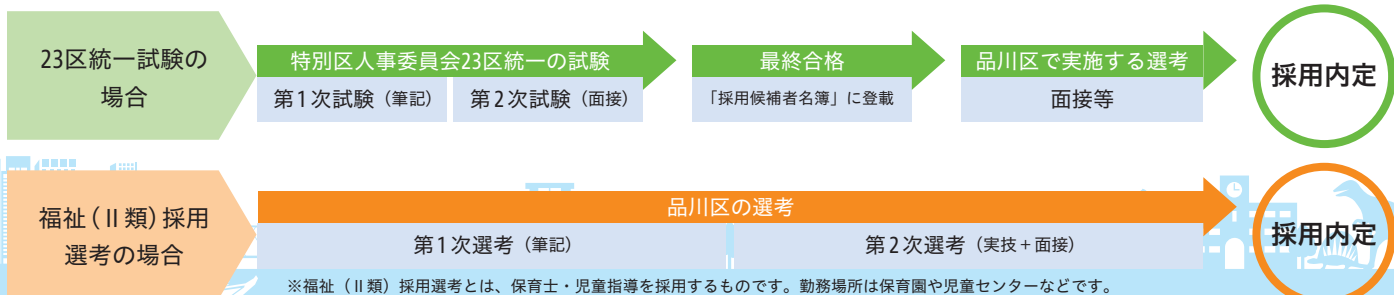 23区統一試験の
場合
特別区人事委員会23区統一の試験
第1次試験（筆記）
第2次試験（面接）
最終合格
「採用候補者名簿」に登載
品川区で実施する選考
面接等
採用内定
福祉（Ⅱ類）採用
選考の場合
品川区の選考
第1次選考（筆記）
第2次選考（実技＋面接）
採用内定
※福祉（Ⅱ類）採用選考とは、保育士・児童指導を採用するものです。勤務場所は保育園や児童センターなどです。